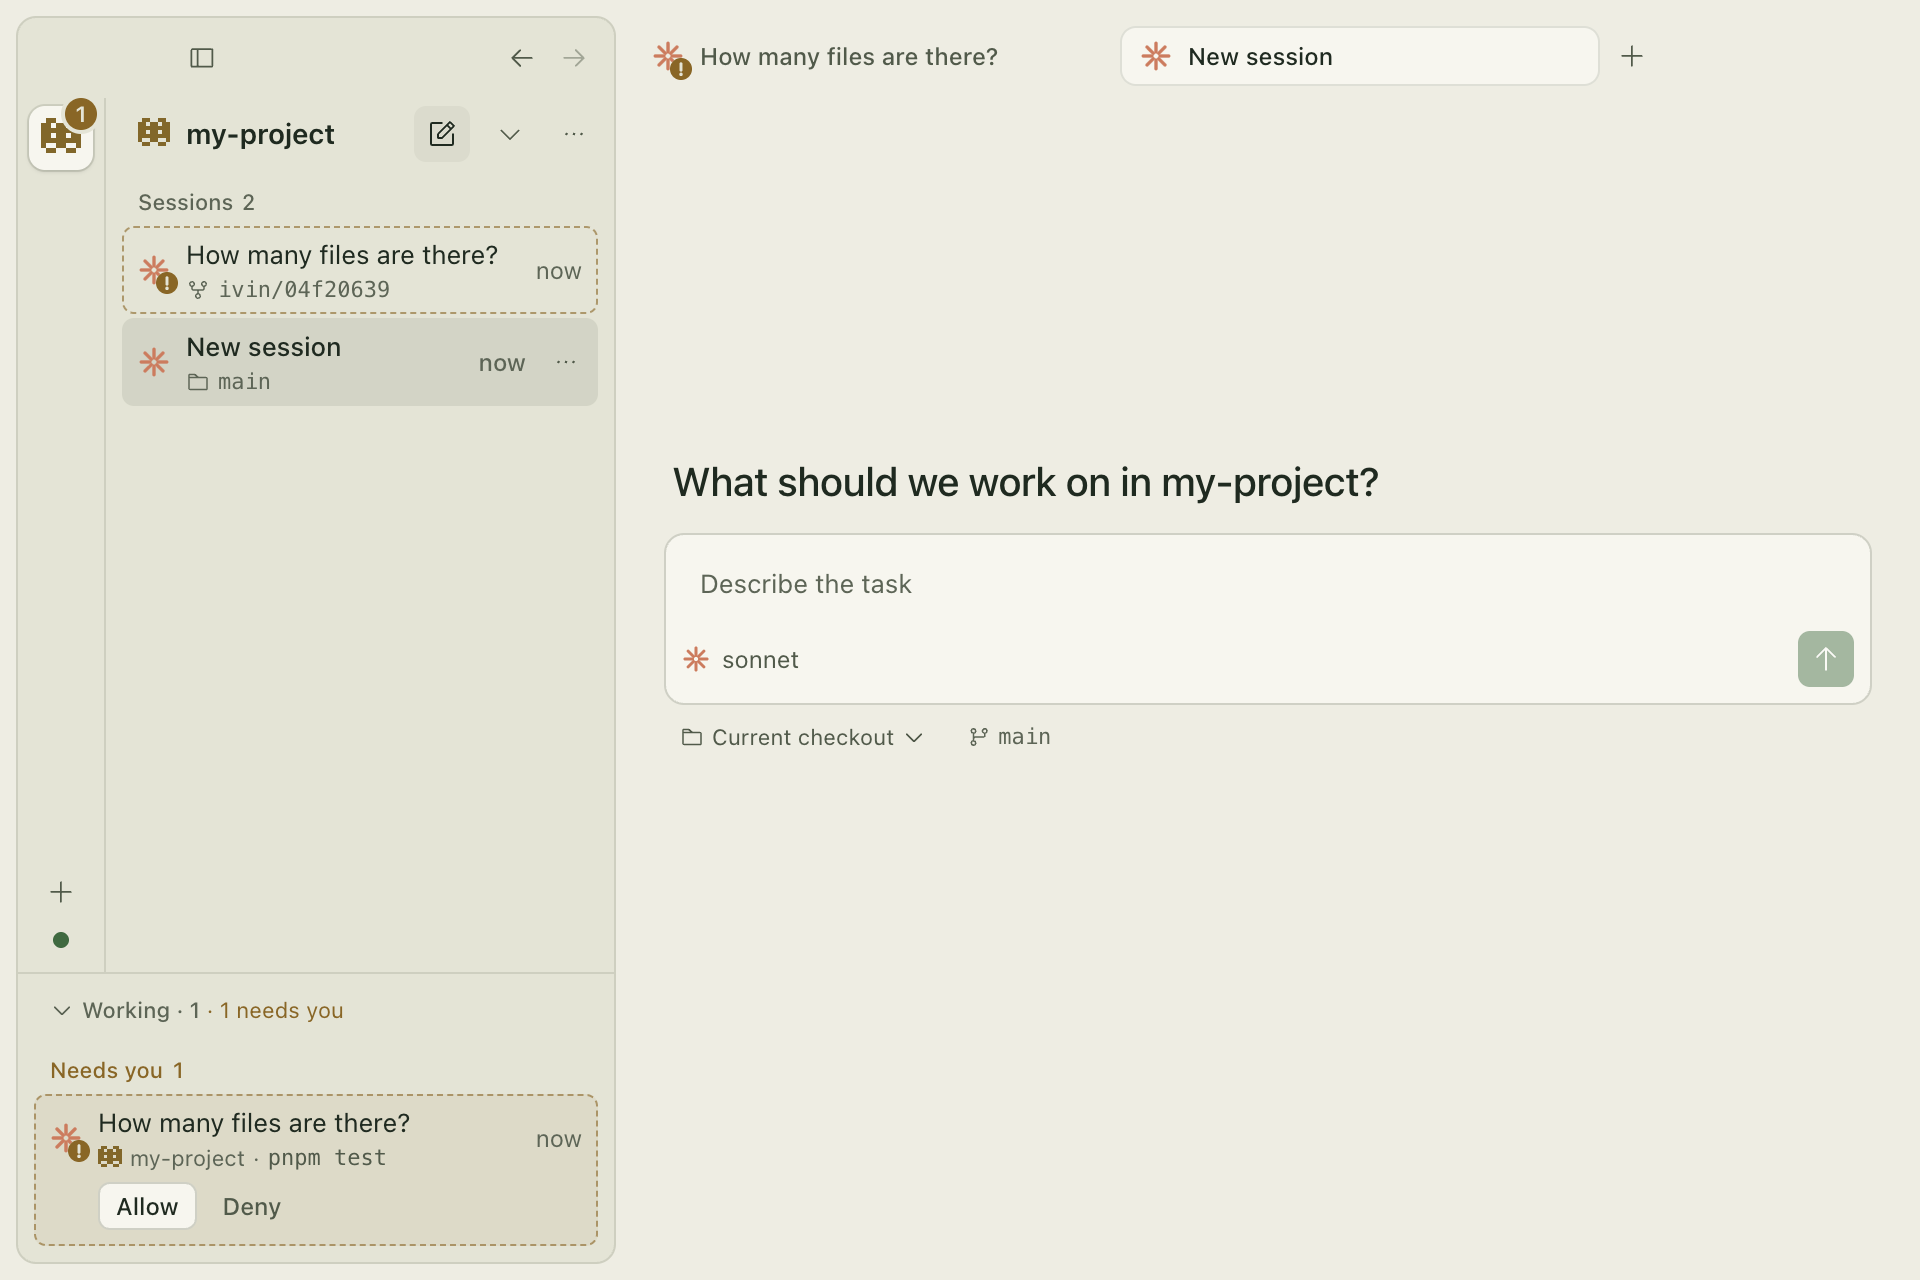 How many files are there?
New session
1
my-project
Sessions 2
How many files are there?
now
ivin/04f20639
New session
now
main
What should we work on in my-project?
Describe the task
sonnet
Current checkout
main
Working · 1 · 1 needs you
Needs you 1
How many files are there?
now
my-project · pnpm test
Allow
Deny